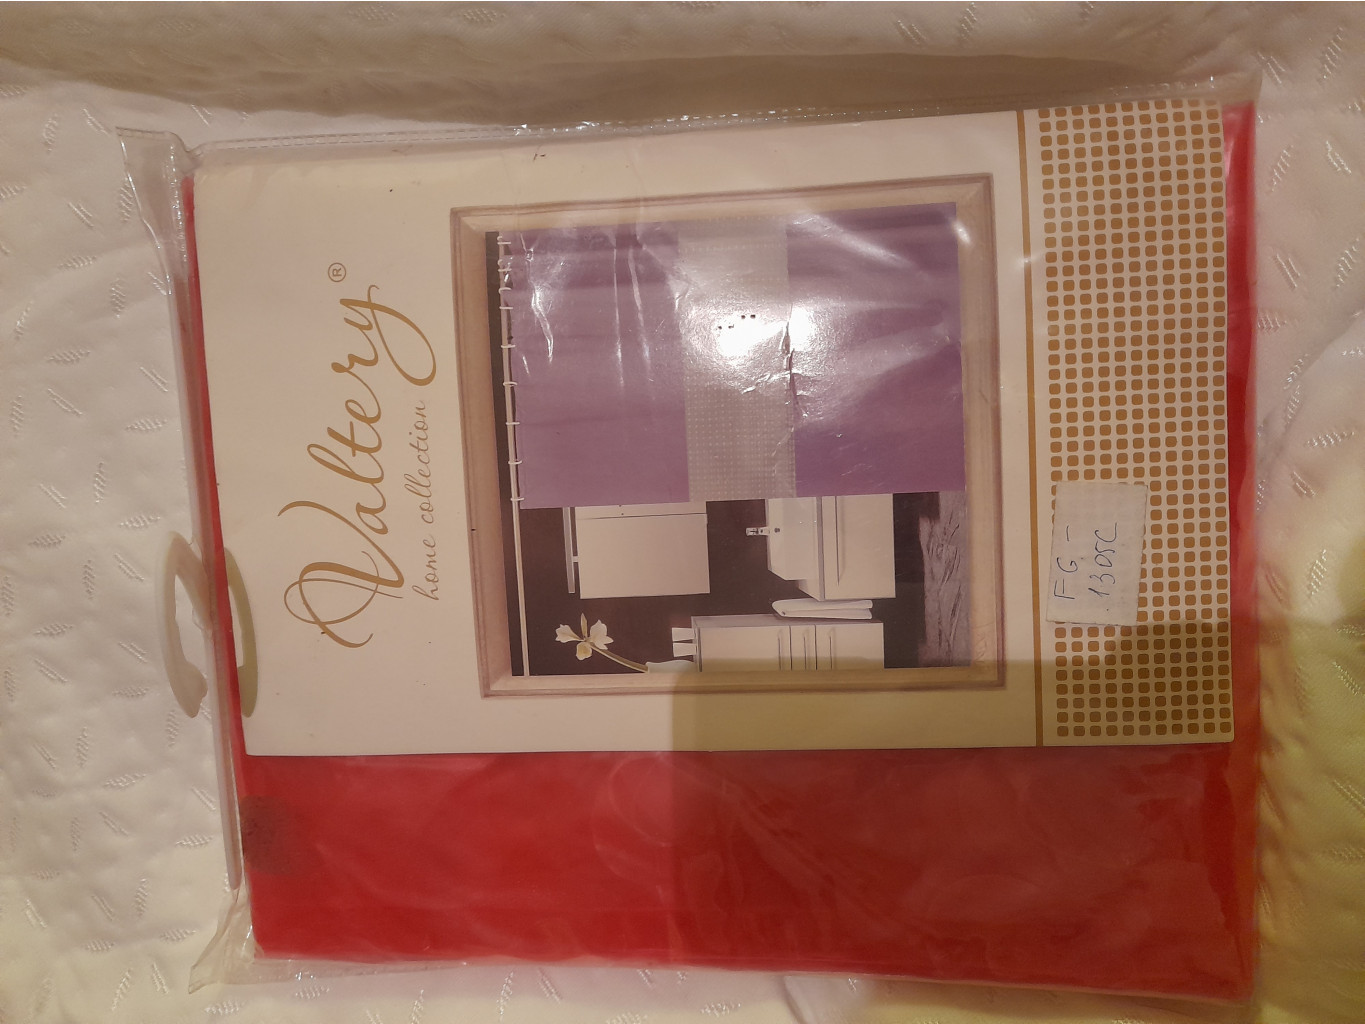 Valtery®
home collection
FG-
1305C